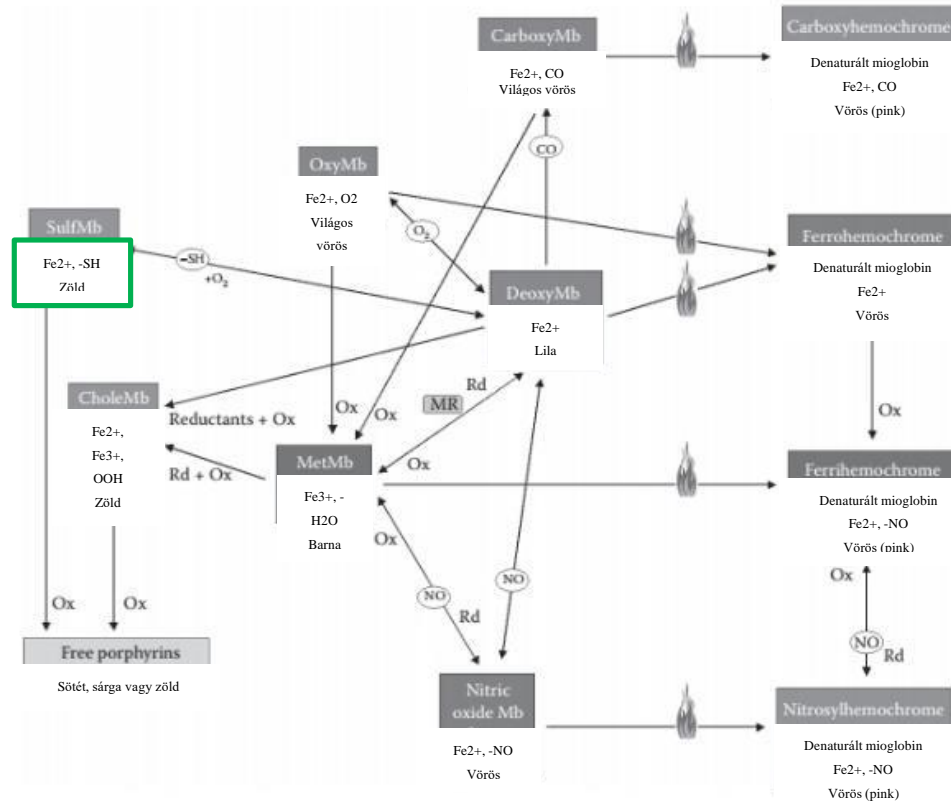 CarboxyMb
Fe2+, CO
Világos vörös
Carboxyhemochrome
Denaturált mioglobin
Fe2+, CO
Vörös (pink)
CO
OxyMb
Fe2+, O2
Világos
vörös
O₂
SulfMb
Fe2+, -SH
Zöld
-SH
+O₂
DeoxyMb
Fe2+
Lila
Ferrohemochrome
Denaturált mioglobin
Fe2+
Vörös
Ox
CholeMb
Fe2+,
Fe3+,
OOH
Zöld
Reductants + Ox
Rd + Ox
Ox
Ox
Rd
MR
Ox
MetMb
Fe3+, -
H2O
Barna
Ferrihemochrome
Denaturált mioglobin
Fe2+, -NO
Vörös (pink)
Ox
NO
Rd
NO
Ox
NO
Rd
Ox
Ox
Free porphyrins
Sötét, sárga vagy zöld
Nitric
oxide Mb
Fe2+, -NO
Vörös
Nitrosylhemochrome
Denaturált mioglobin
Fe2+, -NO
Vörös (pink)